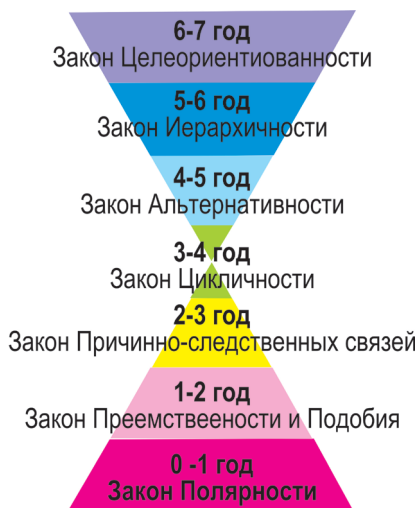 6-7 год
Закон Целеориентиованности
5-6 год
Закон Иерархичности
4-5 год
Закон Альтернативности
3-4 год
Закон Цикличности
2-3 год
Закон Причинно-следственных связей
1-2 год
Закон Преемствеености и Подобия
0 -1 год
Закон Полярности